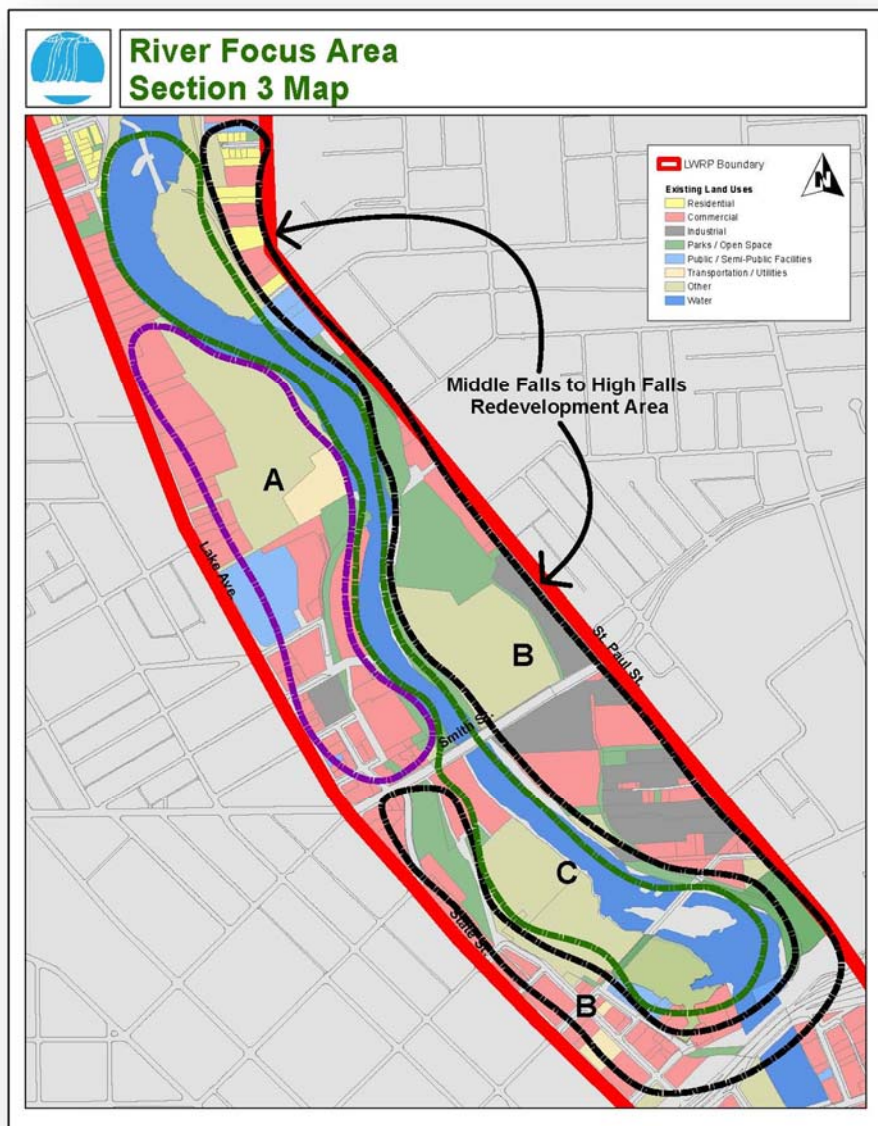 River Focus Area
Section 3 Map
LWRP Boundary
N
Existing Land Uses
Residential
Commercial
Industrial
Parks / Open Space
Public / Semi-Public Facilities
Transportation / Utilities
Other
Water
Middle Falls to High Falls
Redevelopment Area
A
Lake Ave.
B
St. Paul St.
Smith St.
C
State St.
B